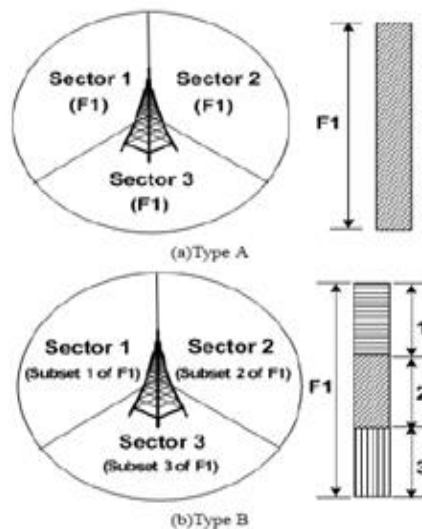 Sector 1
(F1)
Sector 2
(F1)
Sector 3
(F1)
F1
(a)Type A
Sector 1
(Subset 1 of F1)
Sector 2
(Subset 2 of F1)
Sector 3
(Subset 3 of F1)
F1
1
2
3
(b)Type B